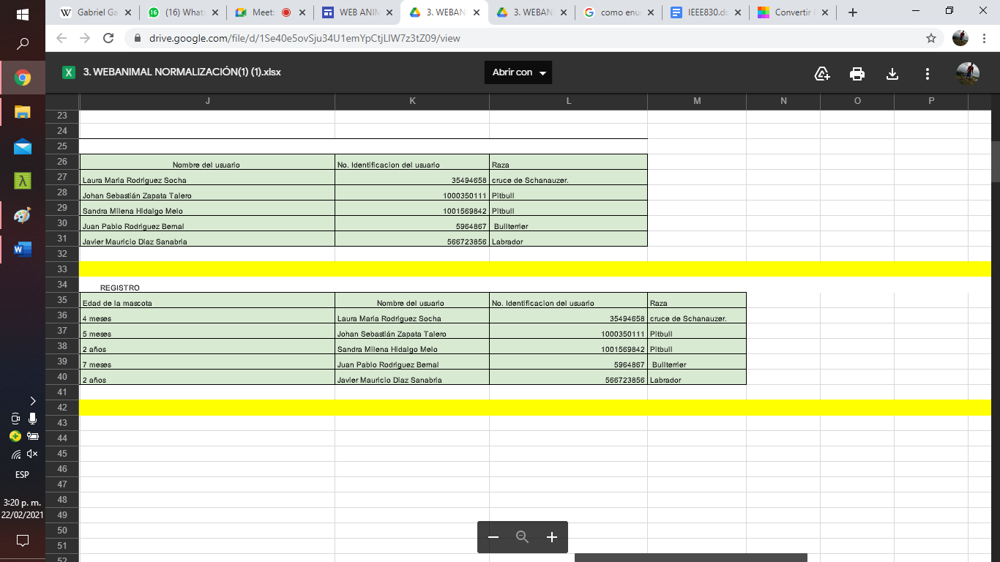 Gabriel Ga
(16) What
Meet:
WEB ANIM
3. WEBAN
3. WEBAN
como enu
IEEE830.do
Convertir
drive.google.com/file/d/1Se40e5ovSju34U1emYpCtjLlW7z3tZ09/view
3. WEBANIMAL NORMALIZACIÓN(1) (1).xlsx
Abrir con
J K L M N O P
23
24
25
26 Nombre del usuario No. Identificacion del usuario Raza
27 Laura Maria Rodriguez Socha 35494658 cruce de Schanauzer.
28 Johan Sebastián Zapata Talero 1000350111 Pitbull
29 Sandra Milena Hidalgo Melo 1001569842 Pitbull
30 Juan Pablo Rodriguez Bernal 5964867 Bullterrier
31 Javier Mauricio Diaz Sanabria 566723856 Labrador
32
33
34 REGISTRO
35 Edad de la mascota Nombre del usuario No. Identificacion del usuario Raza
36 4 meses Laura Maria Rodriguez Socha 35494658 cruce de Schanauzer.
37 5 meses Johan Sebastián Zapata Talero 1000350111 Pitbull
38 2 años Sandra Milena Hidalgo Melo 1001569842 Pitbull
39 7 meses Juan Pablo Rodriguez Bernal 5964867 Bullterrier
40 2 años Javier Mauricio Diaz Sanabria 566723856 Labrador
41
42
43
44
45
46
47
48
49
50
51
52
ESP
3:20 p. m.
22/02/2021